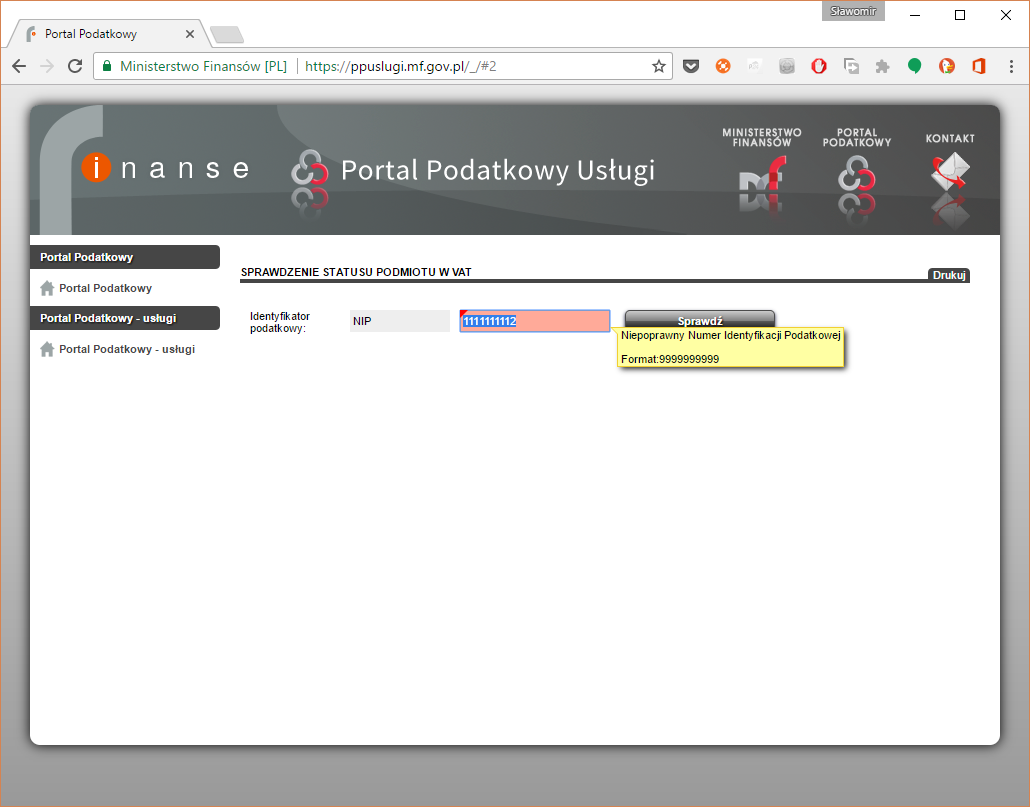 Sławomir
Portal Podatkowy
Ministerstwo Finansów [PL]
https://ppuslugi.mf.gov.pl/_/#2
inanse
Portal Podatkowy Usługi
MINISTERSTWO
FINANSÓW
PORTAL
PODATKOWY
KONTAKT
Portal Podatkowy
Portal Podatkowy
Portal Podatkowy - usługi
Portal Podatkowy - usługi
SPRAWDZENIE STATUSU PODMIOTU W VAT
Drukuj
Identyfikator
podatkowy:
NIP
1111111112
Sprawdź
Niepoprawny Numer Identyfikacji Podatkowej
Format:9999999999